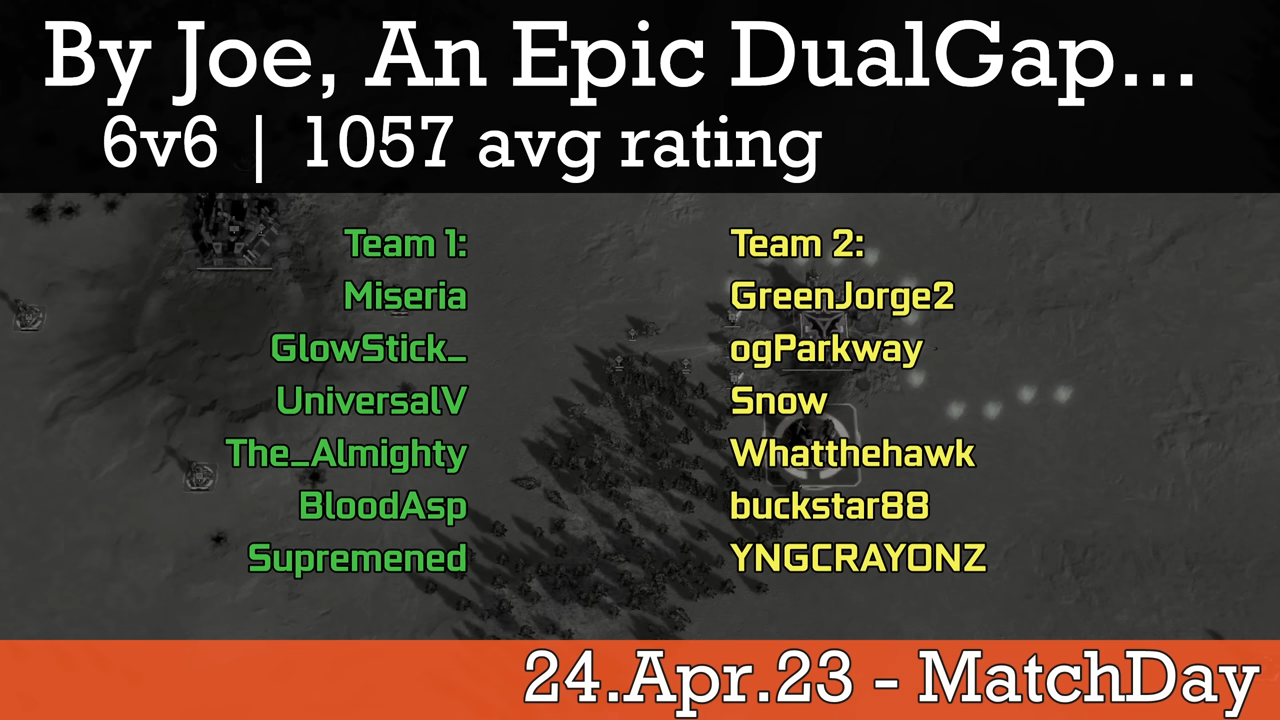 By Joe, An Epic DualGap...
6v6 | 1057 avg rating
Team 1:
Miseria
GlowStick_
UniversalV
The_Almighty
BloodAsp
Supremened
Team 2:
GreenJorge2
ogParkway
Snow
Whatthehawk
buckstar88
YNGCRAYONZ
24.Apr.23 - MatchDay